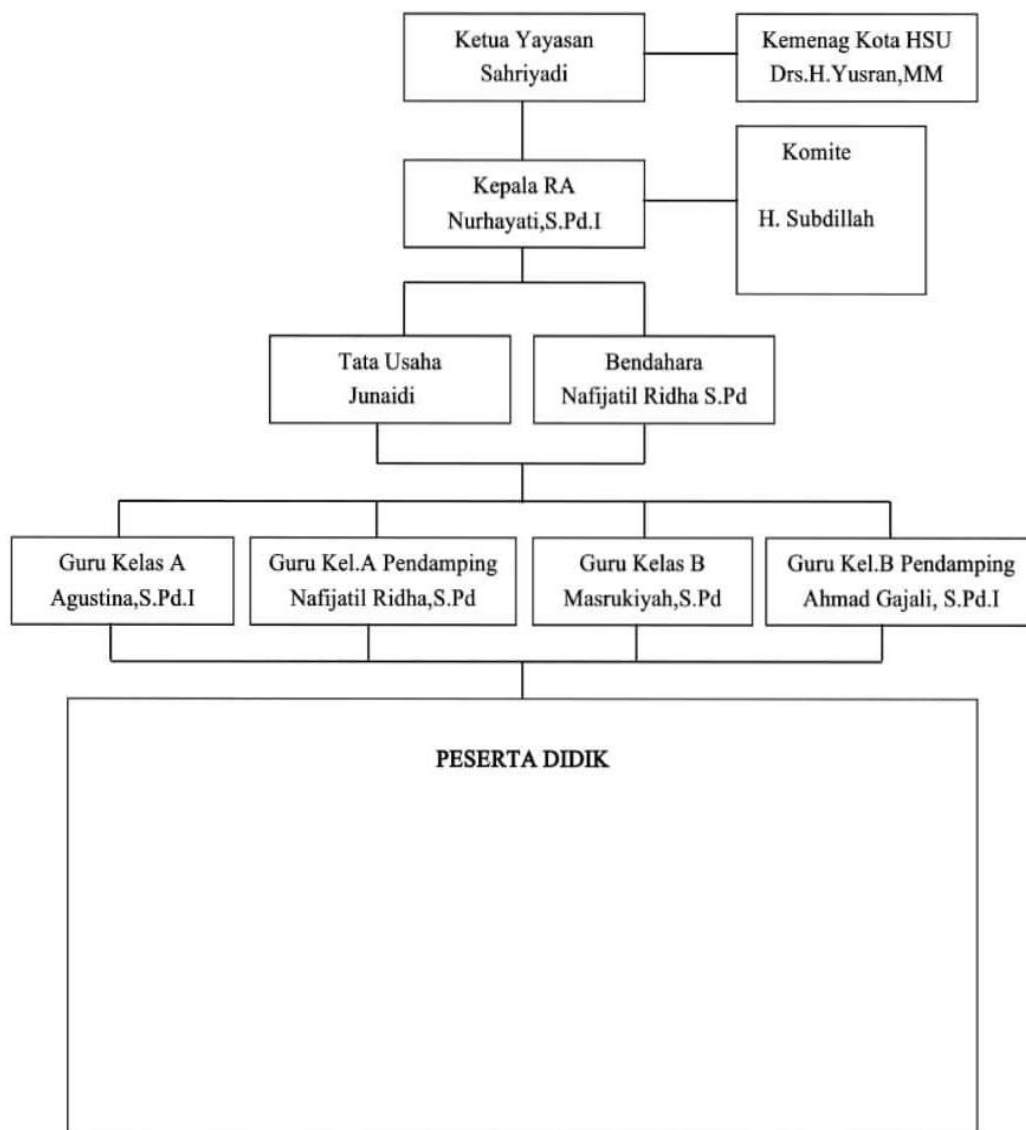 Ketua Yayasan
Sahriyadi
Kemenag Kota HSU
Drs.H.Yusran,MM
Kepala RA
Nurhayati,S.Pd.I
Komite
H. Subdillah
Tata Usaha
Junaidi
Bendahara
Nafijatil Ridha S.Pd
Guru Kelas A
Agustina,S.Pd.I
Guru Kel.A Pendamping
Nafijatil Ridha,S.Pd
Guru Kelas B
Masrukiyah,S.Pd
Guru Kel.B Pendamping
Ahmad Gajali, S.Pd.I
PESERTA DIDIK